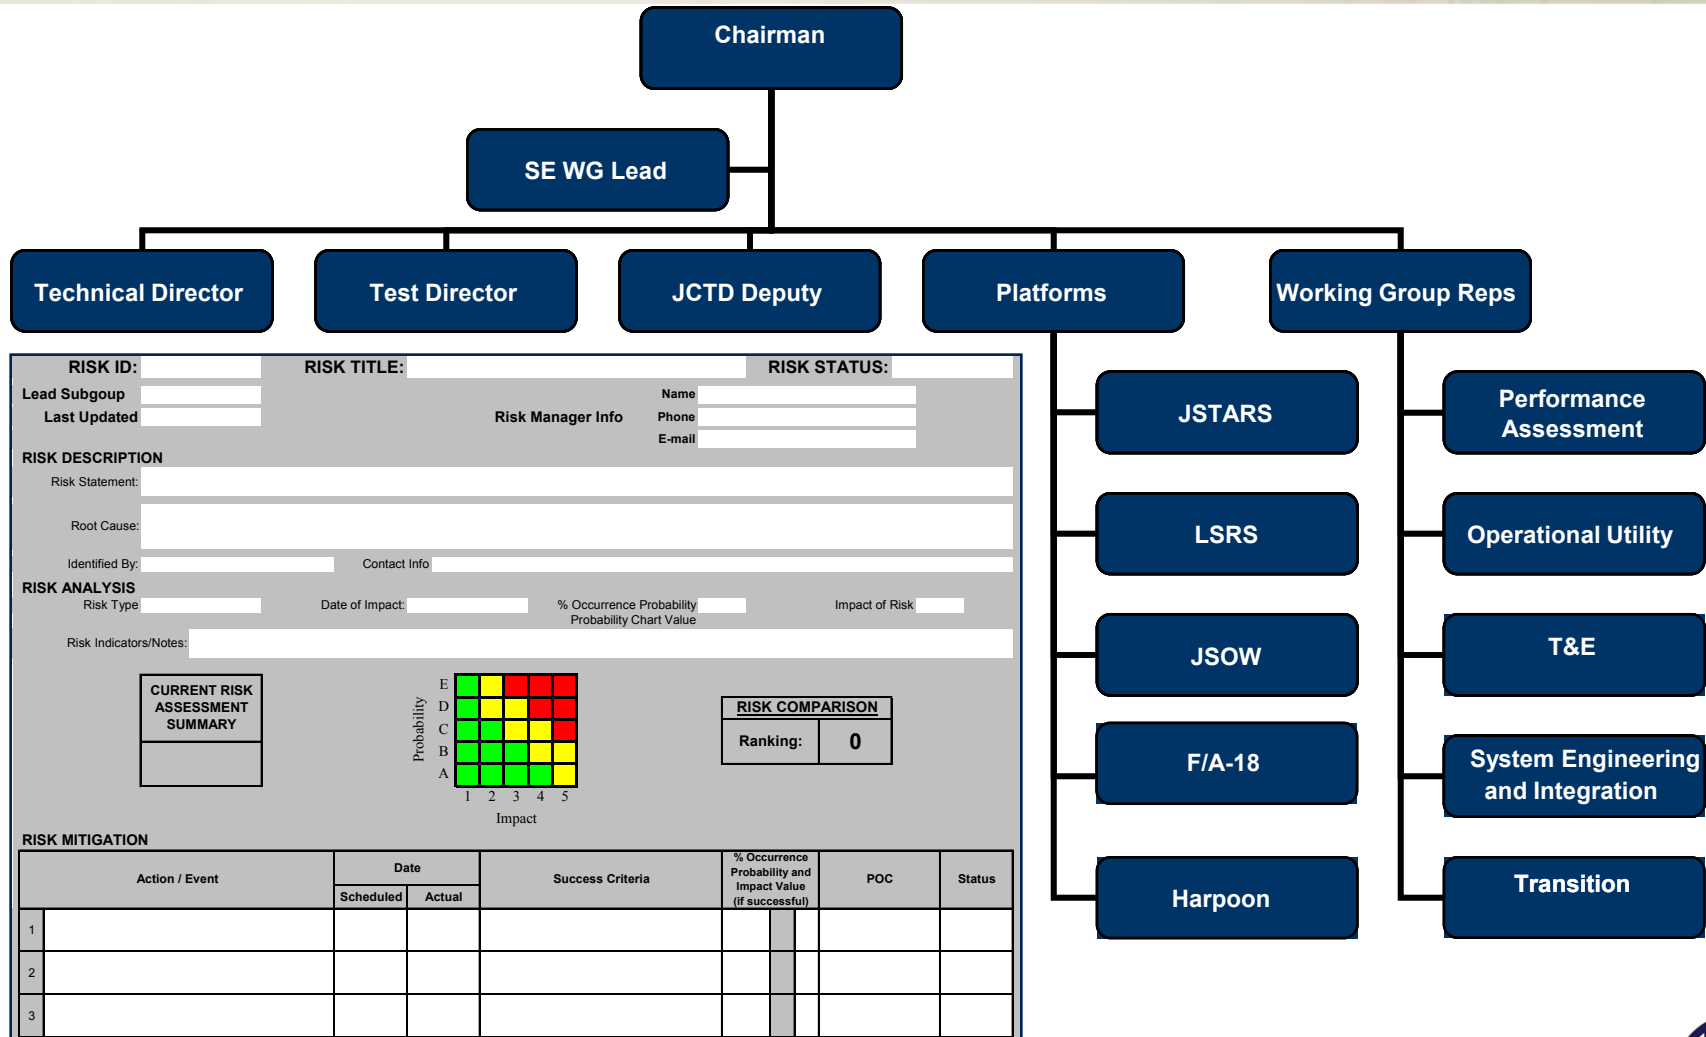 Chairman
SE WG Lead
Technical Director
Test Director
JCTD Deputy
Platforms
Working Group Reps
JSTARS
LSRS
JSOW
F/A-18
Harpoon
Performance
Assessment
Operational Utility
T&E
System Engineering
and Integration
Transition
RISK ID: RISK TITLE: RISK STATUS:
Lead Subgoup
Last Updated
Risk Manager Info
Name
Phone
E-mail
RISK DESCRIPTION
Risk Statement:
Root Cause:
Identified By: Contact Info
RISK ANALYSIS
Risk Type Date of Impact: % Occurrence Probability Impact of Risk
Probability Chart Value
Risk Indicators/Notes:
CURRENT RISK
ASSESSMENT
SUMMARY
Probability
E
D
C
B
A
1 2 3 4 5
Impact
RISK COMPARISON
Ranking: 0
RISK MITIGATION
Action / Event
Date
Scheduled Actual
Success Criteria
% Occurrence
Probability and
Impact Value
(if successful)
POC
Status
1
2
3